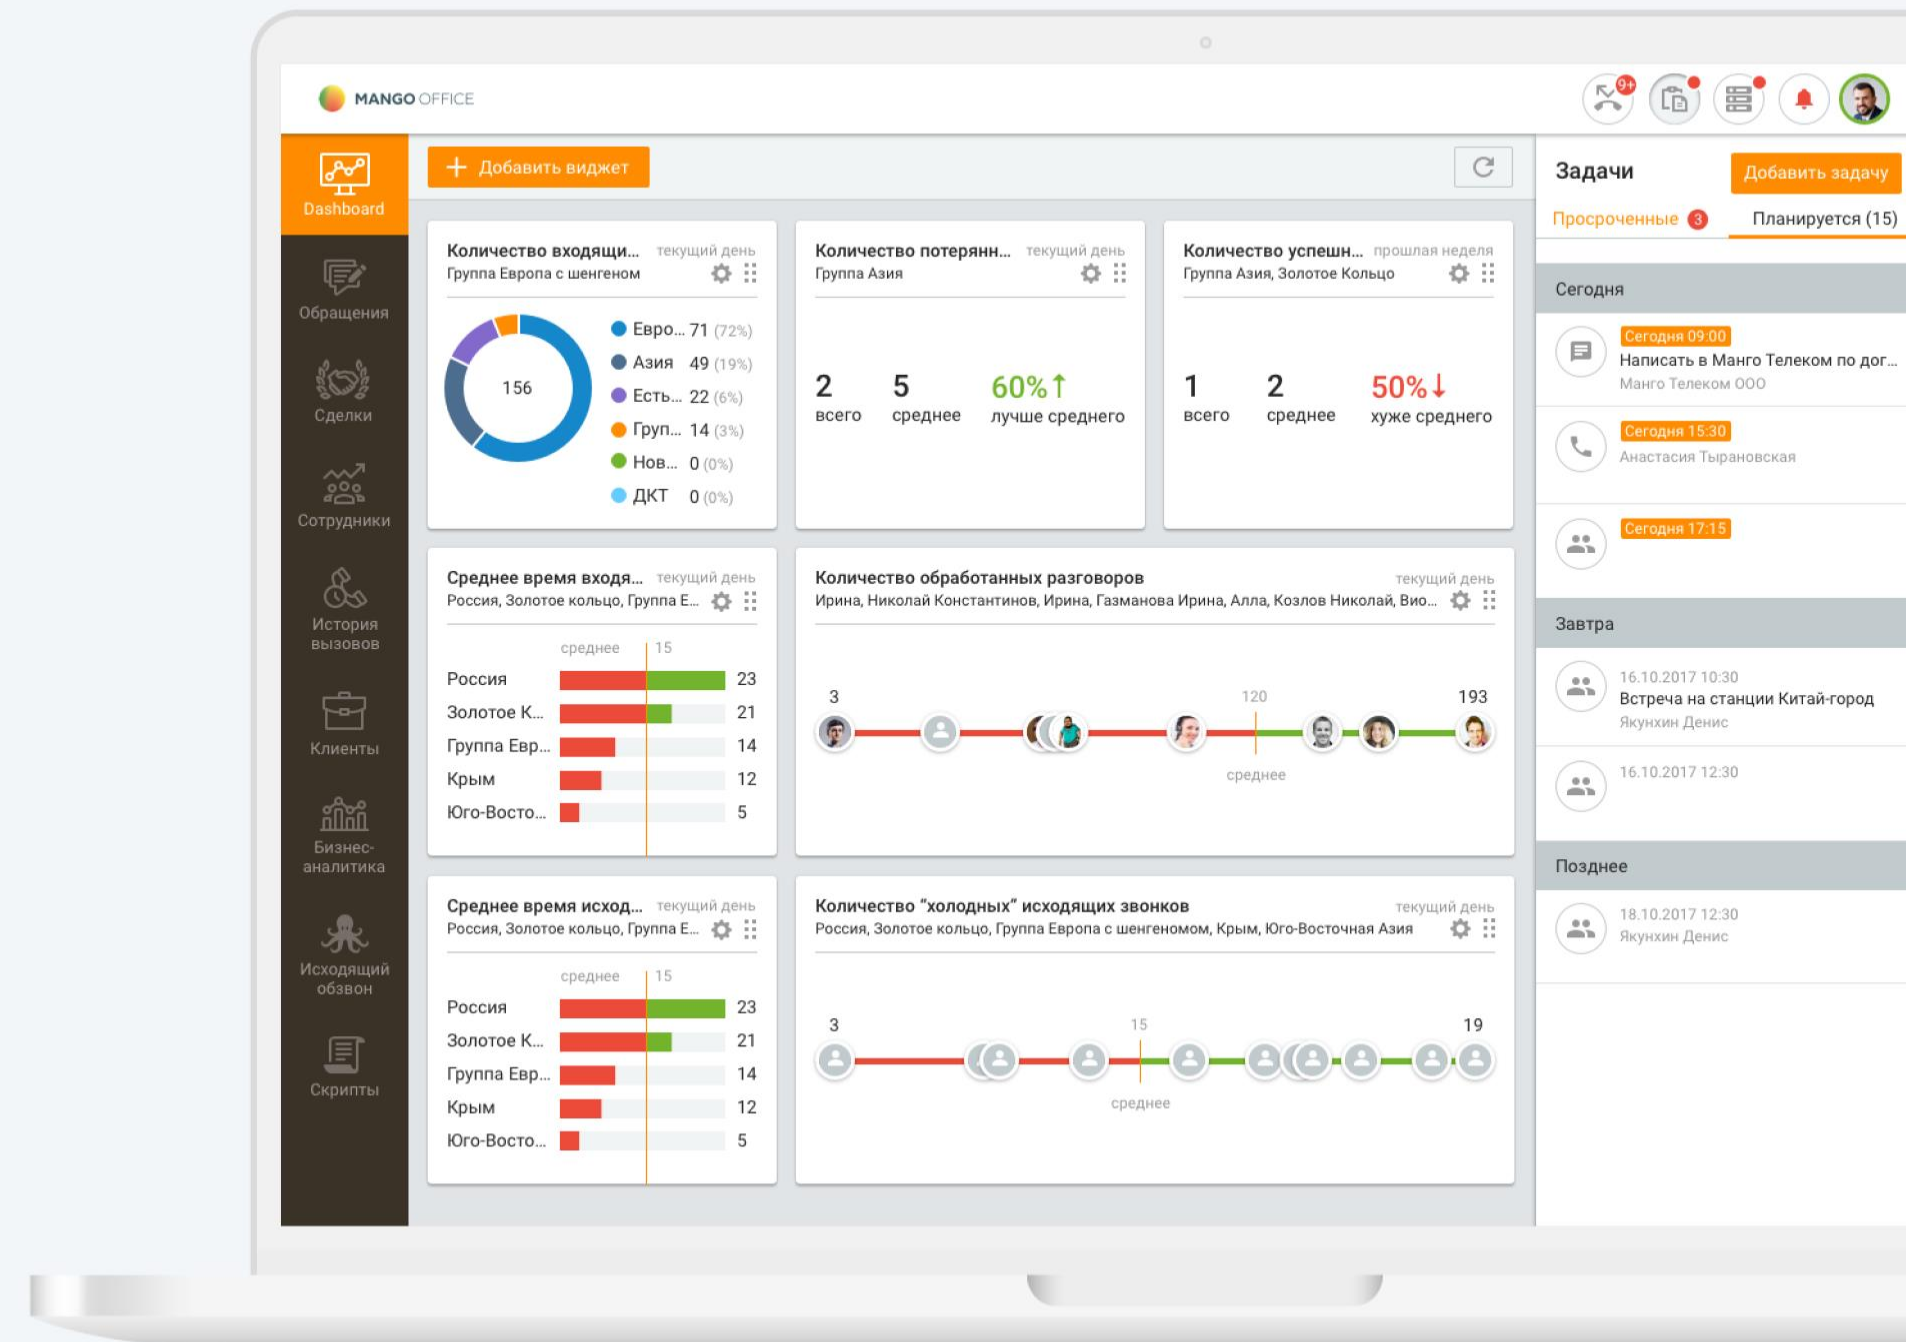 MANGO OFFICE
9+
Dashboard
Обращения
Сделки
Сотрудники
История
вызовов
Клиенты
Бизнес-
аналитика
Исходящий
обзвон
Скрипты
+ Добавить виджет
Количество входящи... текущий день
Группа Европа с шенгеном
156
Евро... 71 (72%)
Азия 49 (19%)
Есть... 22 (6%)
Груп... 14 (3%)
Нов... 0 (0%)
ДКТ 0 (0%)
Количество потерянн... текущий день
Группа Азия
2 5 60%↑
всего среднее лучше среднего
Количество успешн... прошлая неделя
Группа Азия, Золотое Кольцо
1 2 50%↓
всего среднее хуже среднего
Среднее время входя... текущий день
Россия, Золотое кольцо, Группа Е...
среднее 15
Россия 23
Золотое К... 21
Группа Евр... 14
Крым 12
Юго-Восто... 5
Количество обработанных разговоров текущий день
Ирина, Николай Константинов, Ирина, Газманова Ирина, Алла, Козлов Николай, Вио...
3 120 193
среднее
Среднее время исход... текущий день
Россия, Золотое кольцо, Группа Е...
среднее 15
Россия 23
Золотое К... 21
Группа Евр... 14
Крым 12
Юго-Восто... 5
Количество “холодных” исходящих звонков текущий день
Россия, Золотое кольцо, Группа Европа с шенгеномом, Крым, Юго-Восточная Азия
3 15 19
среднее
Задачи Добавить задачу
Просроченные 3 Планируется (15)
Сегодня
Сегодня 09:00
Написать в Манго Телеком по дог...
Манго Телеком ООО
Сегодня 15:30
Анастасия Тырановская
Сегодня 17:15
Завтра
16.10.2017 10:30
Встреча на станции Китай-город
Якунхин Денис
16.10.2017 12:30
Позднее
18.10.2017 12:30
Якунхин Денис